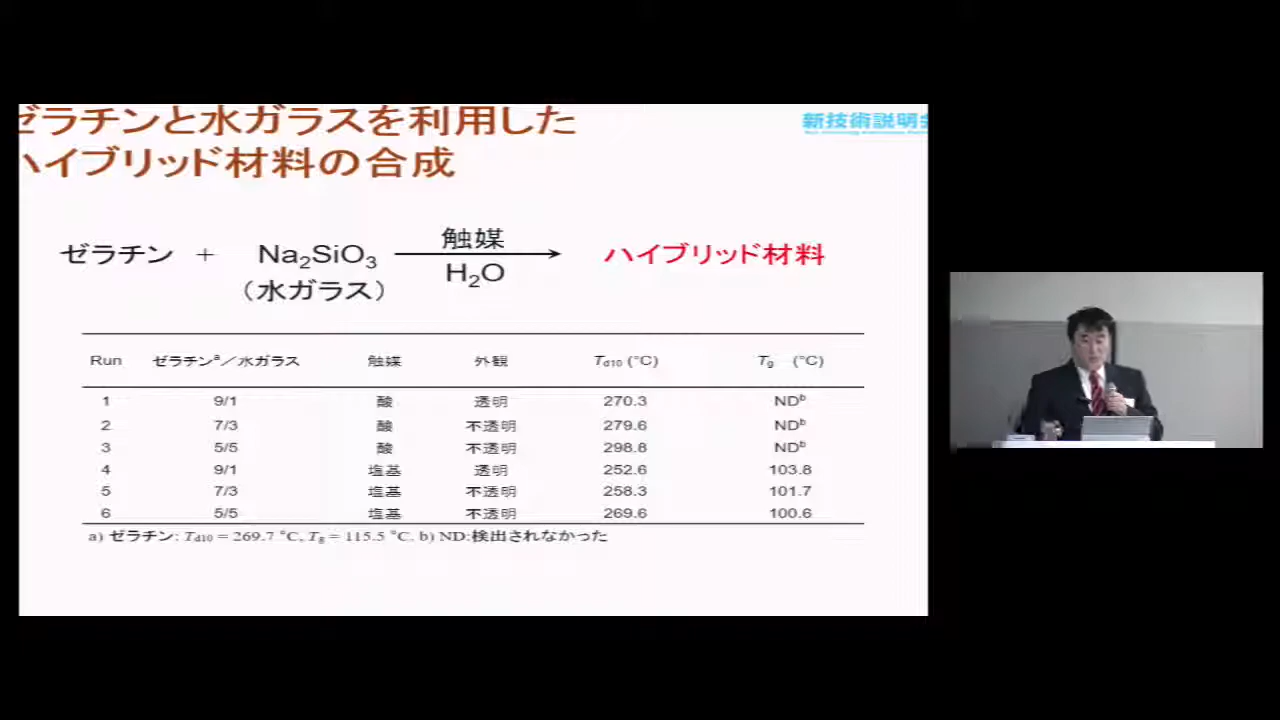 ゼラチンと水ガラスを利用した
新技術説明会
ハイブリッド材料の合成
ゼラチン + Na2SiO3 触媒 H2O ハイブリッド材料
（水ガラス）
Run ゼラチンa／水ガラス 触媒 外観 Td10 (°C) Tg (°C)
1 9/1 酸 透明 270.3 NDb
2 7/3 酸 不透明 279.6 NDb
3 5/5 酸 不透明 298.8 NDb
4 9/1 塩基 透明 252.6 103.8
5 7/3 塩基 不透明 258.3 101.7
6 5/5 塩基 不透明 269.6 100.6
a) ゼラチン: Td10 = 269.7 °C, Tg = 115.5 °C. b) ND:検出されなかった